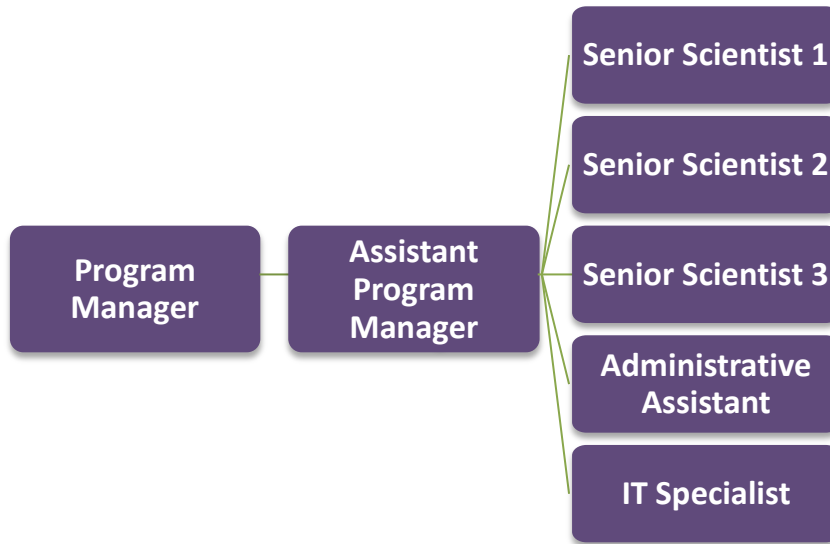 Program
Manager
Assistant
Program
Manager
Senior Scientist 1
Senior Scientist 2
Senior Scientist 3
Administrative
Assistant
IT Specialist